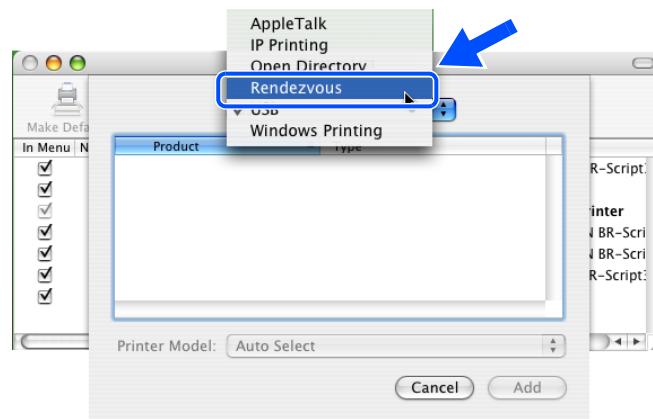 AppleTalk
IP Printing
Open Directory
Rendezvous
USB
Windows Printing
Make Defa
In Menu N
Product Type
R-Script
inter
N BR-Scri
N BR-Scri
R-Script3
Printer Model: Auto Select
Cancel Add